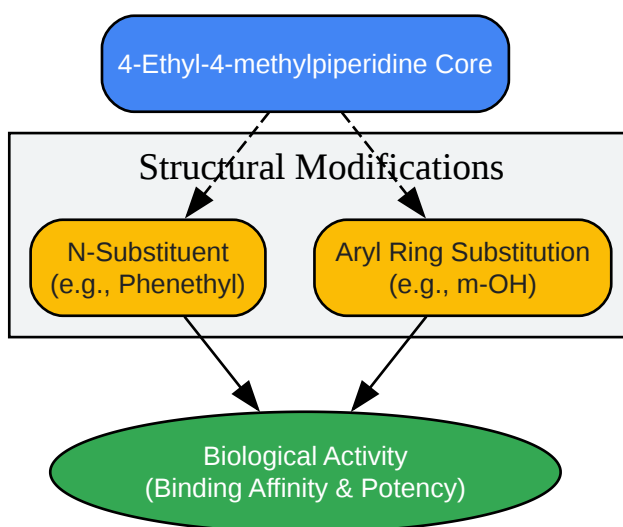 4-Ethyl-4-methylpiperidine Core
Structural Modifications
N-Substituent
(e.g., Phenethyl)
Aryl Ring Substitution
(e.g., m-OH)
Biological Activity
(Binding Affinity & Potency)